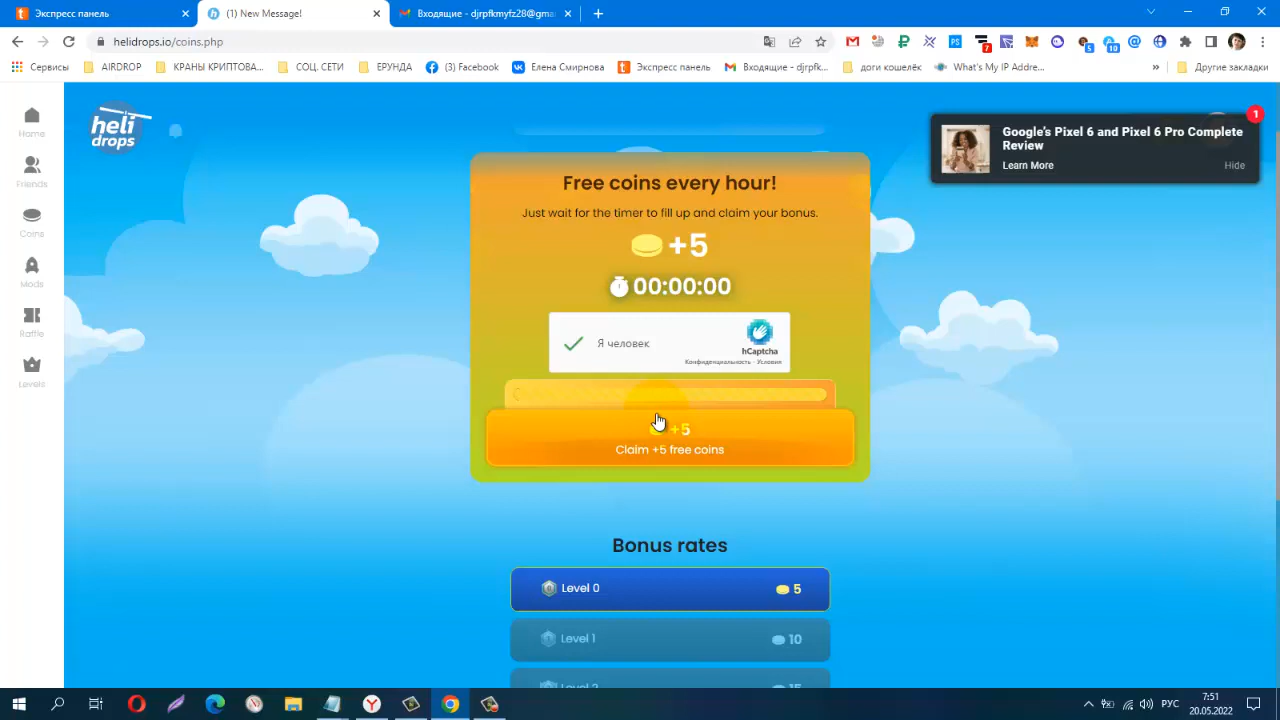 Экспресс панель
(1) New Message!
Входящие - djrpfkmyfz28@gma
helidrops.io/coins.php
Сервисы
AIRDROP
КРАНЫ КРИПТОВА...
СОЦ. СЕТИ
ЕРУНДА
(3) Facebook
Елена Смирнова
Экспресс панель
Входящие - djrpfk...
доги кошелёк
What's My IP Addre...
»
Другие закладки
Home
Friends
Coins
Mods
Raffle
Levels
heli
drops
1
Google's Pixel 6 and Pixel 6 Pro Complete
Review
Learn More
Hide
Free coins every hour!
Just wait for the timer to fill up and claim your bonus.
+5
00:00:00
Я человек
hCaptcha
Конфиденциальность - Условия
+5
Claim +5 free coins
Bonus rates
Level 0
5
Level 1
10
7:51
РУС
20.05.2022